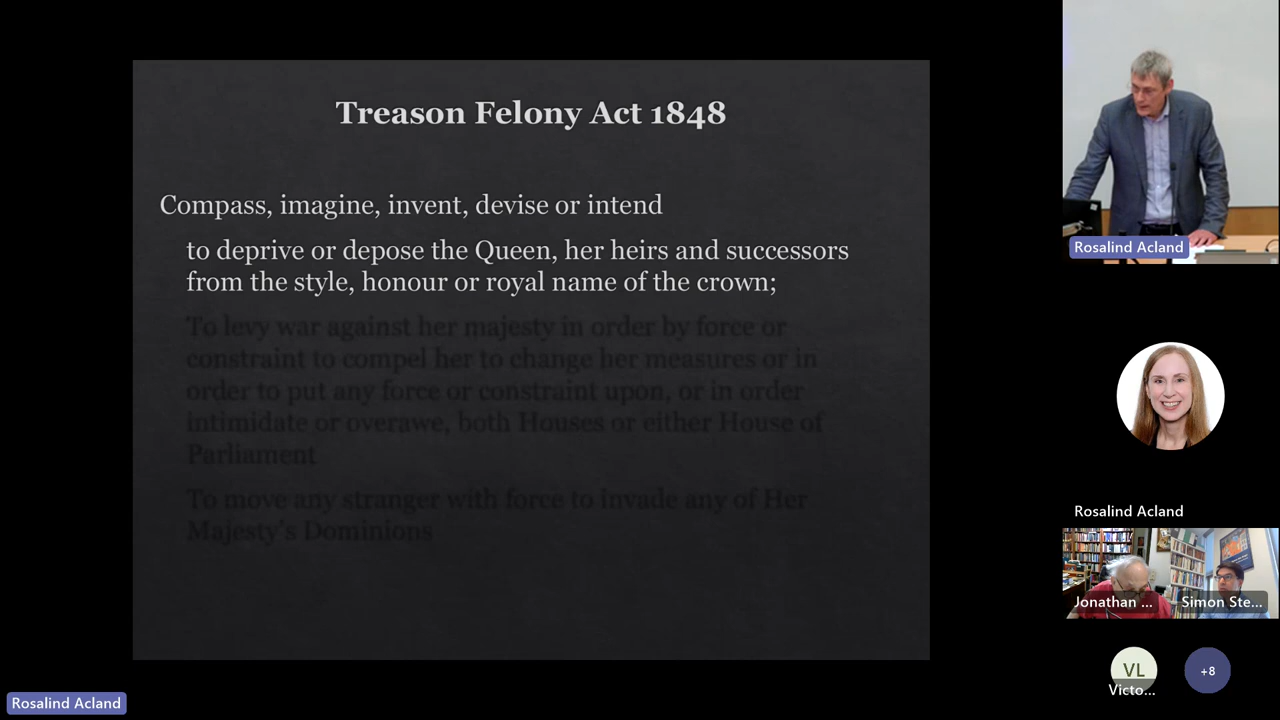 Treason Felony Act 1848
Compass, imagine, invent, devise or intend
to deprive or depose the Queen, her heirs and successors
from the style, honour or royal name of the crown;
To levy war against her majesty in order by force or
constraint to compel her to change her measures or in
order to put any force or constraint upon, or in order
intimidate or overawe, both Houses or either House of
Parliament
To move any stranger with force to invade any of Her
Majesty's Dominions
Rosalind Acland
Rosalind Acland
Jonathan ...
Simon Ste...
VL
Victo...
+8
Rosalind Acland